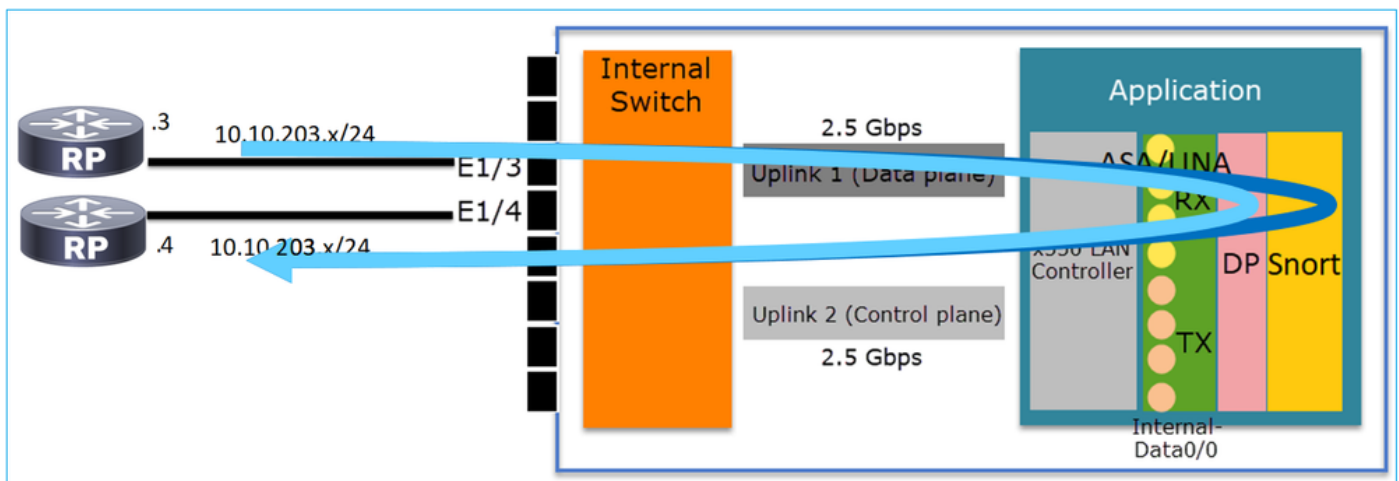 Internal
Switch
Application
.3
10.10.203.x/24
2.5 Gbps
RP
E1/3
Uplink 1 (Data plane)
ASA/LINA
RX
E1/4
RP
.4
10.10.203.x/24
x550 LAN
Controller
DP
Snort
Uplink 2 (Control plane)
TX
2.5 Gbps
Internal-
Data0/0